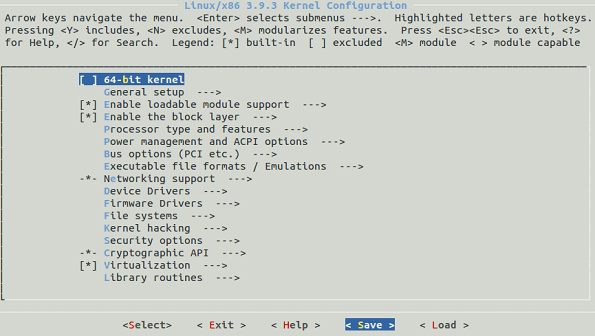 Linux/x86 3.9.3 Kernel Configuration
Arrow keys navigate the menu.  <Enter> selects submenus --->.  Highlighted letters are hotkeys.
Pressing <Y> includes, <N> excludes, <M> modularizes features.  Press <Esc><Esc> to exit, <?>
for Help, </> for Search.  Legend: [*] built-in  [ ] excluded  <M> module  < > module capable
[ ] 64-bit kernel
General setup  --->
[*] Enable loadable module support  --->
[*] Enable the block layer  --->
Processor type and features  --->
Power management and ACPI options  --->
Bus options (PCI etc.)  --->
Executable file formats / Emulations  --->
-*- Networking support  --->
Device Drivers  --->
Firmware Drivers  --->
File systems  --->
Kernel hacking  --->
Security options  --->
-*- Cryptographic API  --->
[*] Virtualization  --->
Library routines  --->
<Select>    < Exit >    < Help >    < Save >    < Load >